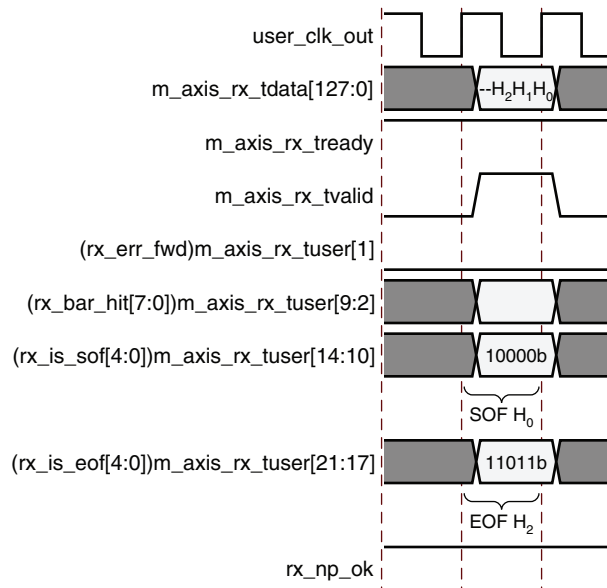 user_clk_out
m_axis_rx_tdata[127:0]
--H2H1H0
m_axis_rx_tready
m_axis_rx_tvalid
(rx_err_fwd)m_axis_rx_tuser[1]
(rx_bar_hit[7:0])m_axis_rx_tuser[9:2]
(rx_is_sof[4:0])m_axis_rx_tuser[14:10]
10000b
SOF H0
(rx_is_eof[4:0])m_axis_rx_tuser[21:17]
11011b
EOF H2
rx_np_ok